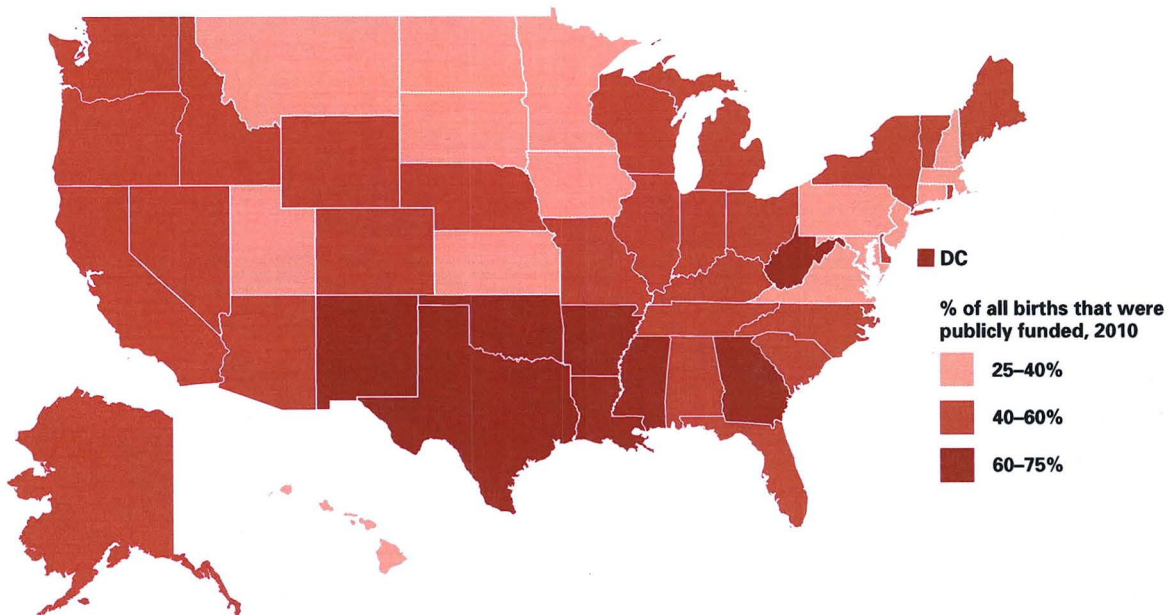 DC
% of all births that were
publicly funded, 2010
25–40%
40–60%
60–75%